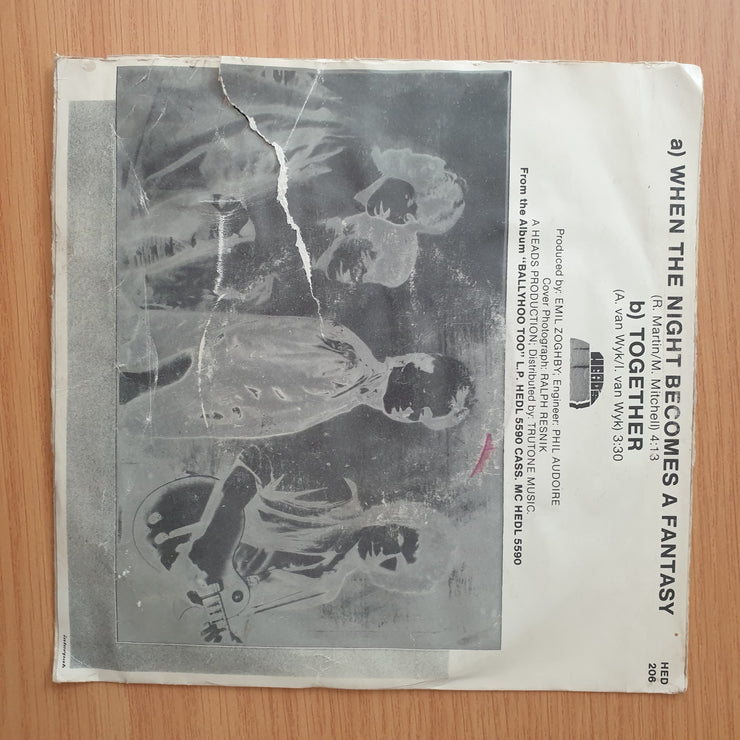 a) WHEN THE NIGHT BECOMES A FANTASY
(R. Martin/M. Mitchell) 4:13
b) TOGETHER
(A. van Wyk/I. van Wyk) 3:30
HEADS
Produced by: EMIL ZOGHBY; Engineer: PHIL AUDOIRE
Cover Photograph: RALPH RESNIK
A HEADS PRODUCTION; Distributed by: TRUTONE MUSIC.
From the Album "BALLYHOO TOO" L.P. HEDL 5590 CASS. MC HEDL 5590
HED
206